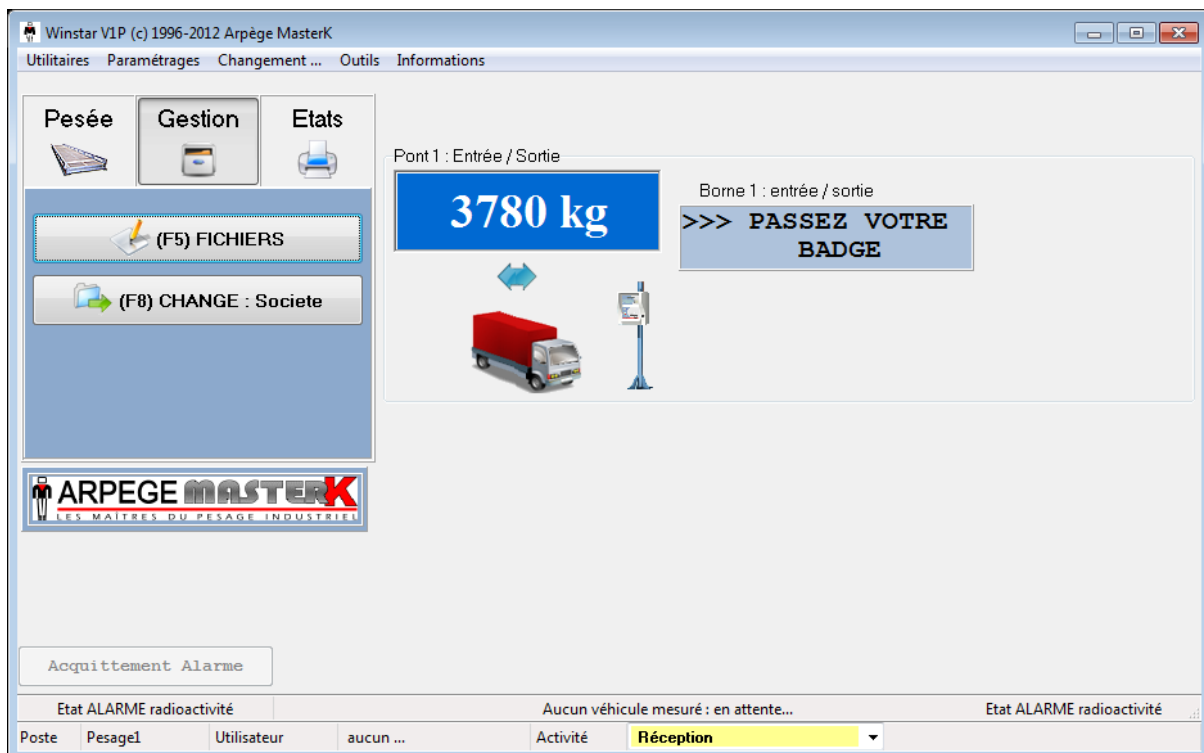 Winstar V1P (c) 1996-2012 Arpège MasterK
Utilitaires Paramétrages Changement ... Outils Informations
Pesée Gestion Etats
(F5) FICHIERS
(F8) CHANGE : Societe
Pont 1 : Entrée / Sortie
3780 kg
Borne 1 : entrée / sortie
>>> PASSEZ VOTRE
BADGE
ARPEGE MASTERK
LES MAÎTRES DU PESAGE INDUSTRIEL
Acquittement Alarme
Etat ALARME radioactivité Aucun véhicule mesuré : en attente... Etat ALARME radioactivité
Poste Pesage1 Utilisateur aucun ... Activité Réception